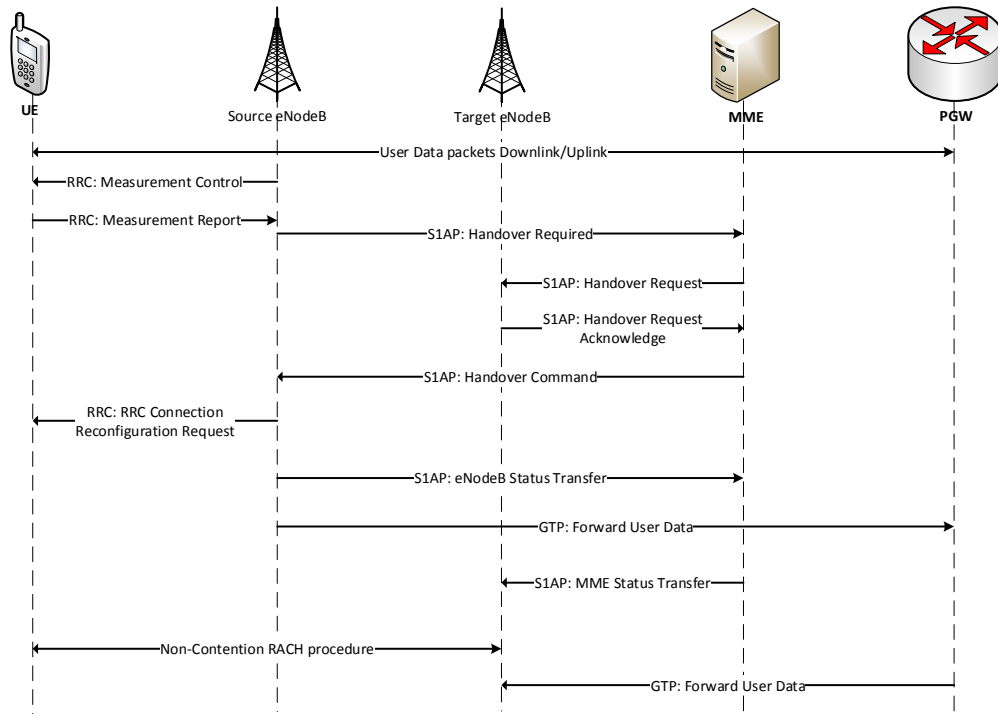 UE
Source eNodeB
Target eNodeB
MME
PGW
User Data packets Downlink/Uplink
RRC: Measurement Control
RRC: Measurement Report
S1AP: Handover Required
S1AP: Handover Request
S1AP: Handover Request
Acknowledge
S1AP: Handover Command
RRC: RRC Connection
Reconfiguration Request
S1AP: eNodeB Status Transfer
GTP: Forward User Data
S1AP: MME Status Transfer
Non-Contention RACH procedure
GTP: Forward User Data